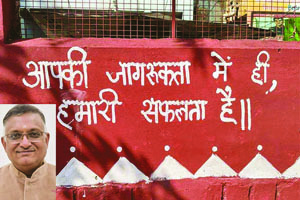 आपकी जागरूकता में ही,
हमारी सफलता है॥